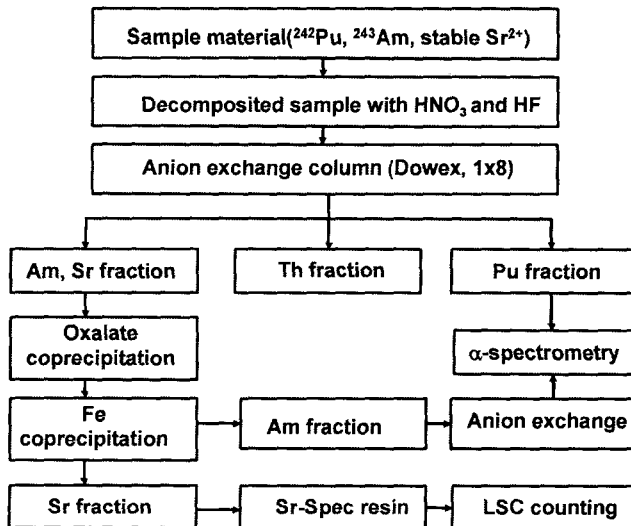 Sample material(²⁴²Pu, ²⁴³Am, stable Sr²⁺)
Decomposited sample with HNO₃ and HF
Anion exchange column (Dowex, 1x8)
Am, Sr fraction
Th fraction
Pu fraction
Oxalate
coprecipitation
α-spectrometry
Fe
coprecipitation
Am fraction
Anion exchange
Sr fraction
Sr-Spec resin
LSC counting